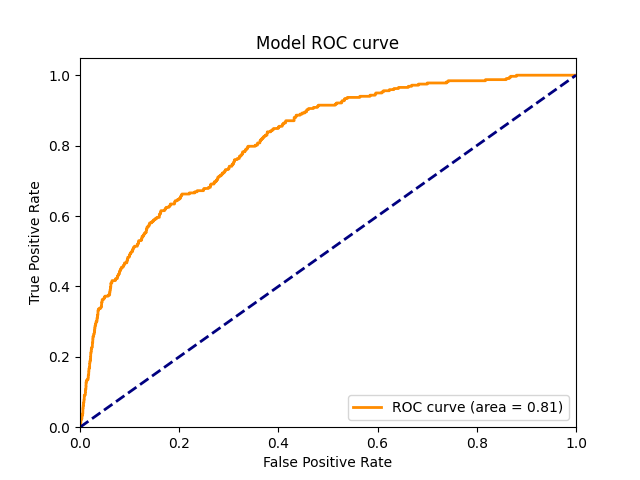 Model ROC curve
True Positive Rate
1.0
0.8
0.6
0.4
0.2
0.0
ROC curve (area = 0.81)
0.0 0.2 0.4 0.6 0.8 1.0
False Positive Rate